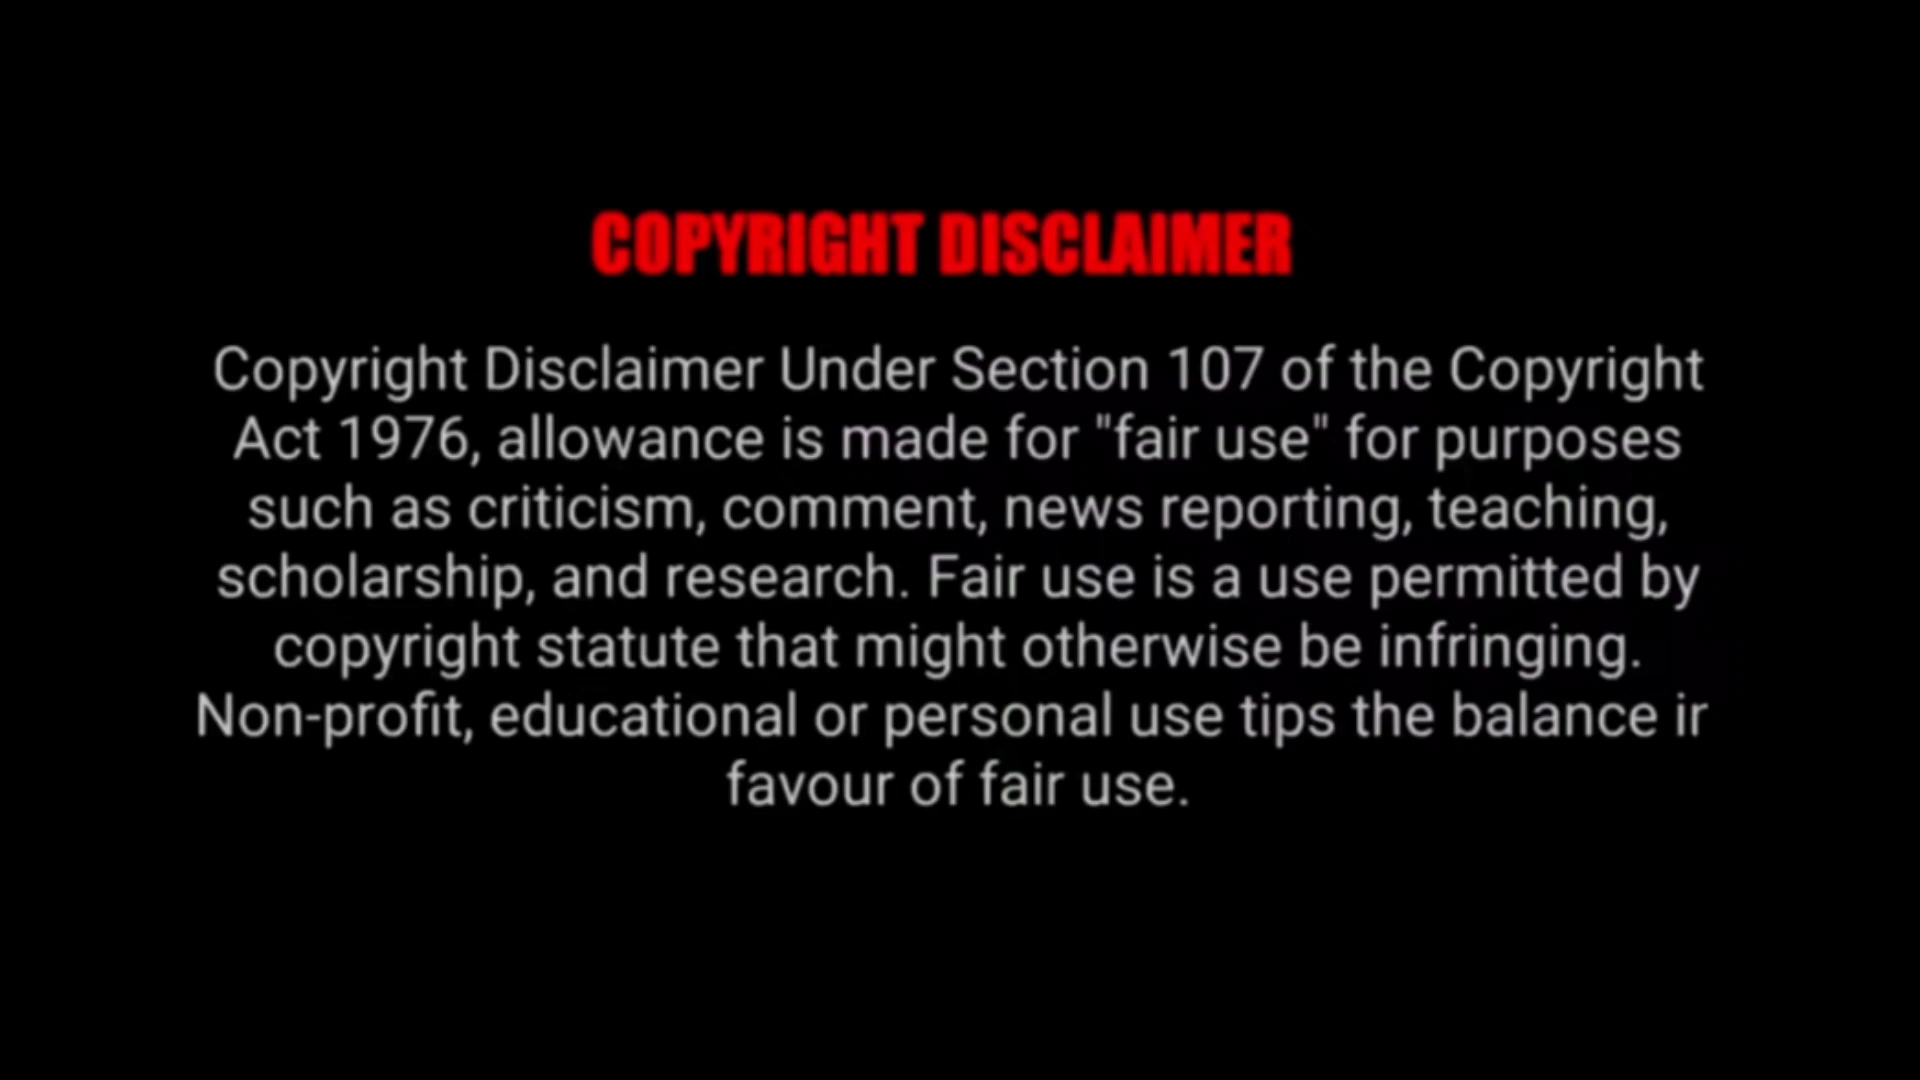 COPYRIGHT DISCLAIMER
Copyright Disclaimer Under Section 107 of the Copyright
Act 1976, allowance is made for "fair use" for purposes
such as criticism, comment, news reporting, teaching,
scholarship, and research. Fair use is a use permitted by
copyright statute that might otherwise be infringing.
Non-profit, educational or personal use tips the balance ir
favour of fair use.